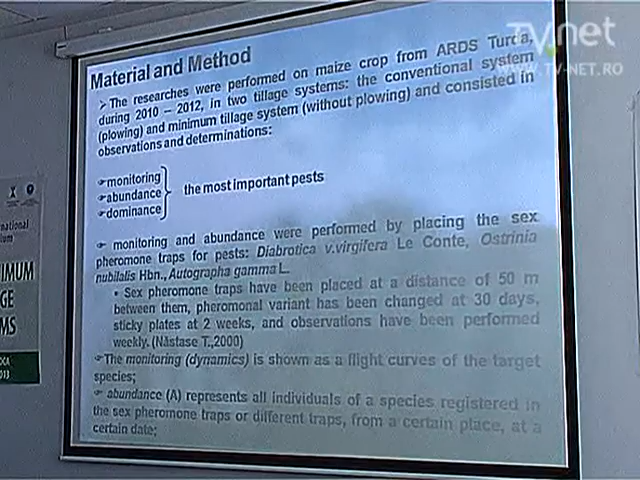 tv.net
WWW.TV-NET.RO
Material and Method
➢ The researches were performed on maize crop from ARDS Turda,
during 2010 – 2012, in two tillage systems: the conventional system
(plowing) and minimum tillage system (without plowing) and consisted in
observations and determinations:
☞monitoring
☞abundance
☞dominance
the most important pests
☞ monitoring and abundance were performed by placing the sex
pheromone traps for pests: Diabrotica v.virgifera Le Conte, Ostrinia
nubilalis Hbn., Autographa gamma L.
• Sex pheromone traps have been placed at a distance of 50 m
between them, pheromonal variant has been changed at 30 days,
sticky plates at 2 weeks, and observations have been performed
weekly. (Năstase T.,2000)
☞The monitoring (dynamics) is shown as a flight curves of the target
species;
☞ abundance (A) represents all individuals of a species registered in
the sex pheromone traps or different traps, from a certain place, at a
certain date;
national
ium
IMUM
GE
MS
OCA
013